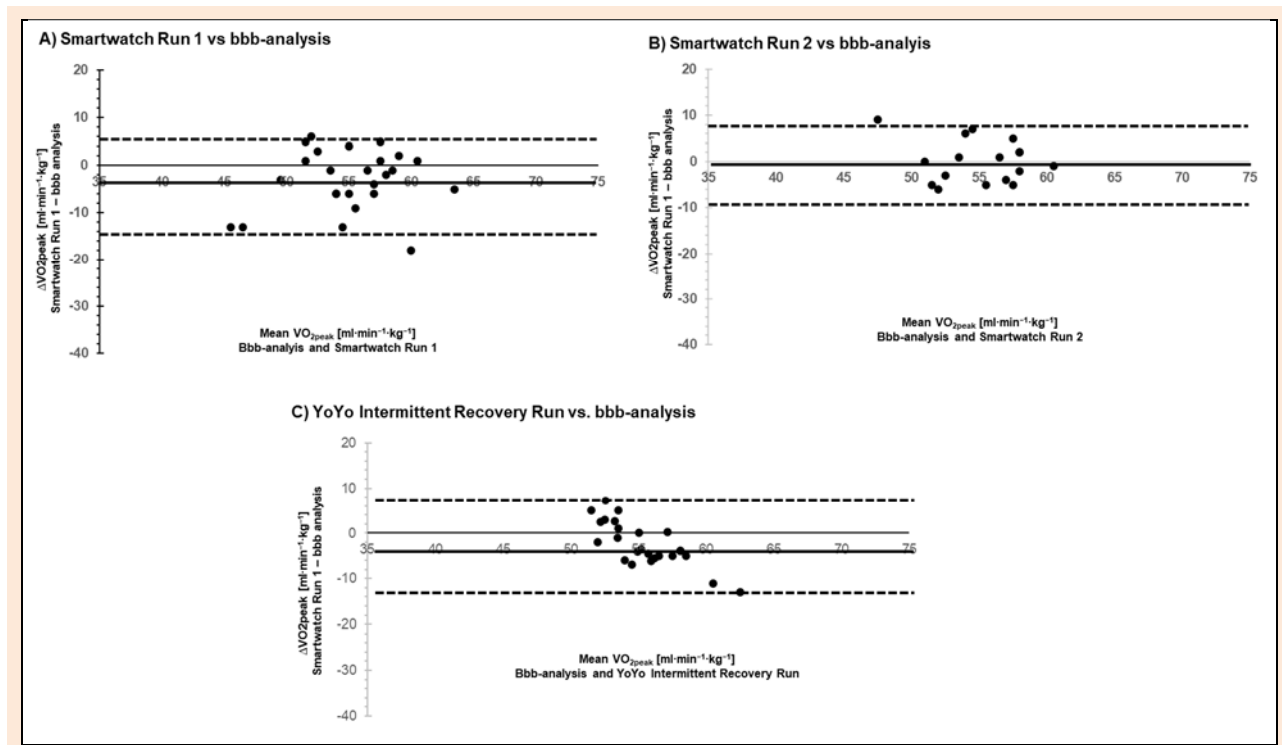 A) Smartwatch Run 1 vs bbb-analysis
20
10
0
-10
-20
-30
-40
35 40 45 50 55 60 65 70 75
ΔVO2peak [ml·min⁻¹·kg⁻¹]
Smartwatch Run 1 – bbb analysis
Mean VO₂peak [ml·min⁻¹·kg⁻¹]
Bbb-analyis and Smartwatch Run 1
B) Smartwatch Run 2 vs bbb-analyis
20
10
0
-10
-20
-30
-40
35 40 45 50 55 60 65 70 75
ΔVO2peak [ml·min⁻¹·kg⁻¹]
Smartwatch Run 1 – bbb analysis
Mean VO₂peak [ml·min⁻¹·kg⁻¹]
Bbb-analyis and Smartwatch Run 2
C) YoYo Intermittent Recovery Run vs. bbb-analysis
20
10
0
-10
-20
-30
-40
35 40 45 50 55 60 65 70 75
ΔVO2peak [ml·min⁻¹·kg⁻¹]
Smartwatch Run 1 – bbb analysis
Mean VO₂peak [ml·min⁻¹·kg⁻¹]
Bbb-analysis and YoYo Intermittent Recovery Run